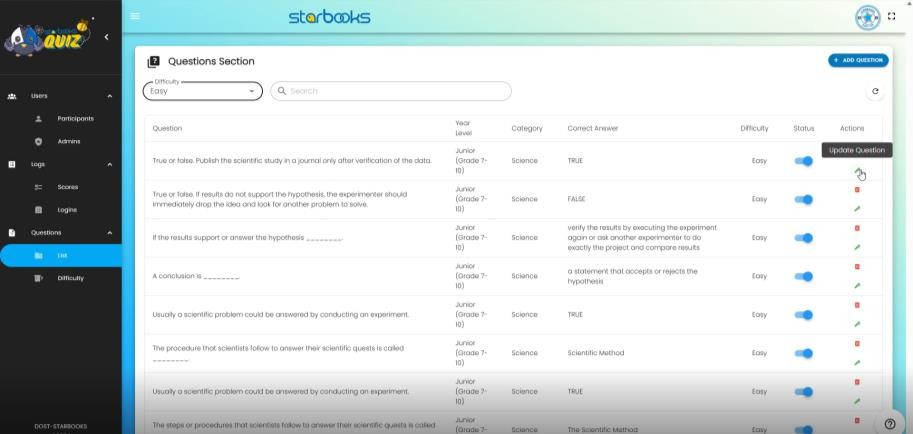 starbooks
QUIZ
Users
Participants
Admins
Logs
Scores
Logins
Questions
List
Difficulty
DOST-STARBOOKS
starbooks
Questions Section
+ ADD QUESTION
Difficulty
Easy
Search
Question
Year Level
Category
Correct Answer
Difficulty
Status
Actions
Update Question
True or false. Publish the scientific study in a journal only after verification of the data.
Junior (Grade 7-10)
Science
TRUE
Easy
True or false. If results do not support the hypothesis, the experimenter should
immediately drop the idea and look for another problem to solve.
Junior (Grade 7-10)
Science
FALSE
Easy
If the results support or answer the hypothesis ________.
Junior (Grade 7-10)
Science
verify the results by executing the experiment
again or ask another experimenter to do
exactly the project and compare results
Easy
A conclusion is ________.
Junior (Grade 7-10)
Science
a statement that accepts or rejects the
hypothesis
Easy
Usually a scientific problem could be answered by conducting an experiment.
Junior (Grade 7-10)
Science
TRUE
Easy
The procedure that scientists follow to answer their scientific quests is called
________.
Junior (Grade 7-10)
Science
Scientific Method
Easy
Usually a scientific problem could be answered by conducting an experiment.
Junior (Grade 7-10)
Science
TRUE
Easy
The steps or procedures that scientists follow to answer their scientific quests is called
Junior (Grade 7-
Science
The Scientific Method
Easy